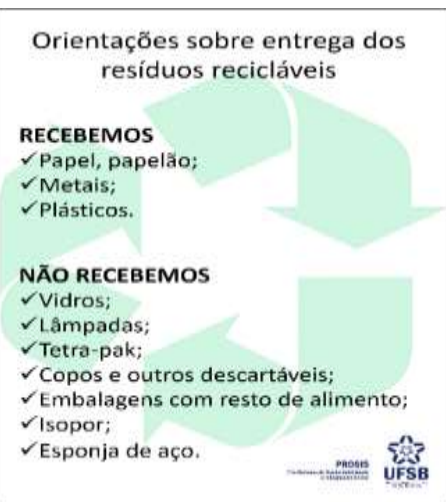 Orientações sobre entrega dos
resíduos recicláveis
RECEBEMOS
✓Papel, papelão;
✓Metais;
✓Plásticos.
NÃO RECEBEMOS
✓Vidros;
✓Lâmpadas;
✓Tetra-pak;
✓Copos e outros descartáveis;
✓Embalagens com resto de alimento;
✓Isopor;
✓Esponja de aço.
PROSIS
UFSB